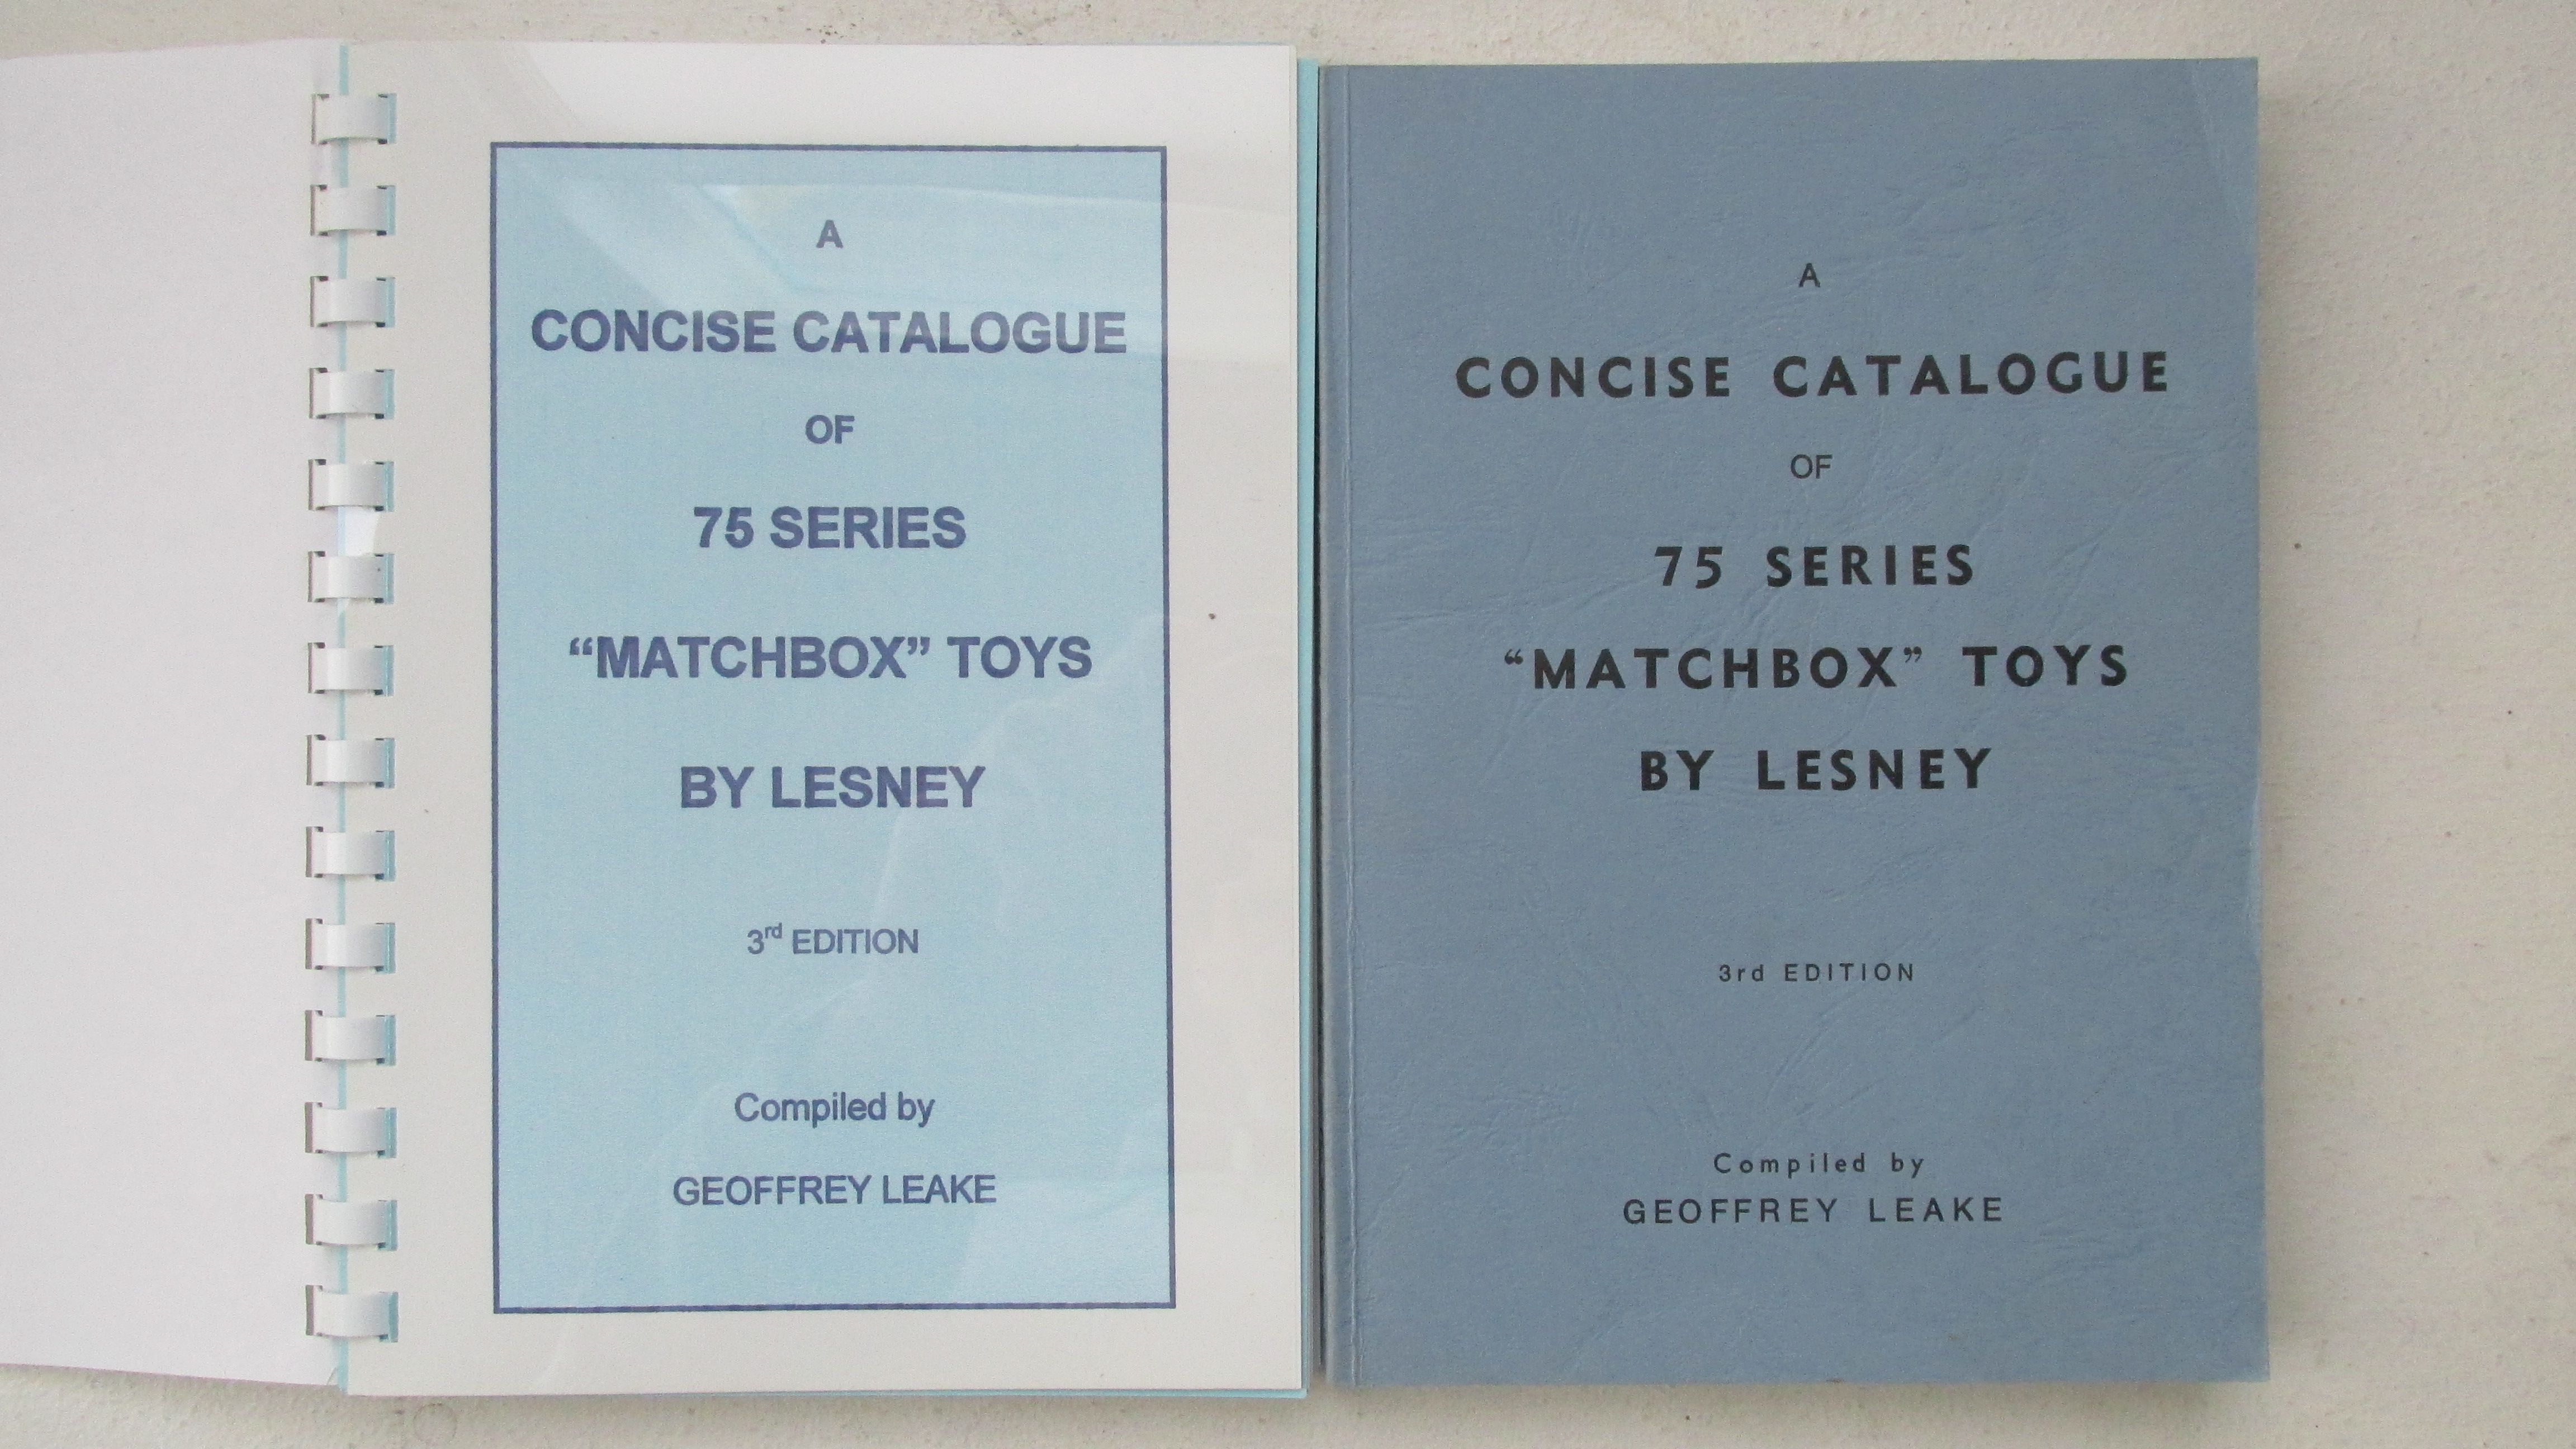 A
CONCISE CATALOGUE
OF
75 SERIES
“MATCHBOX” TOYS
BY LESNEY
3rd EDITION
Compiled by
GEOFFREY LEAKE
A
CONCISE CATALOGUE
OF
75 SERIES
“MATCHBOX” TOYS
BY LESNEY
3rd EDITION
Compiled by
GEOFFREY LEAKE